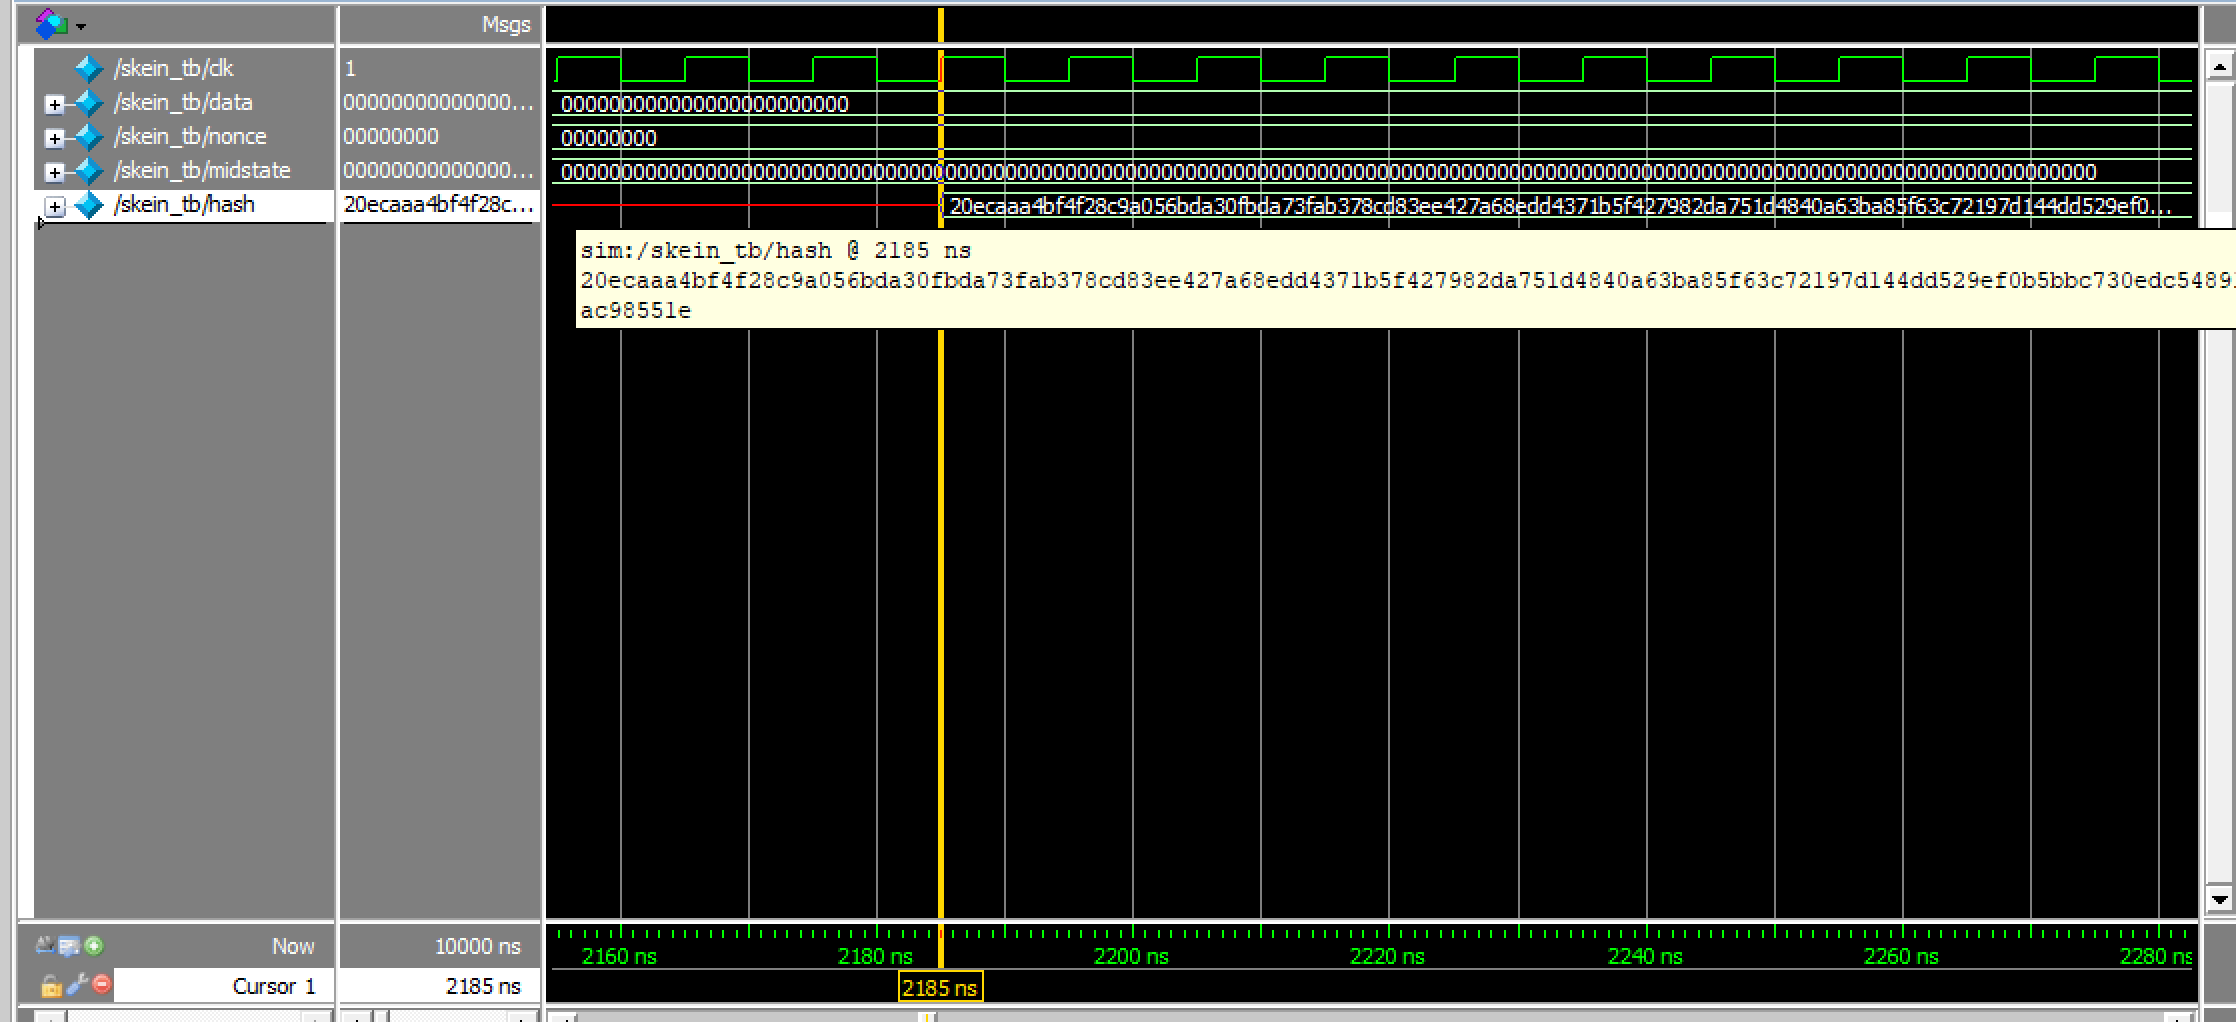 Msgs
/skein_tb/clk 1
/skein_tb/data 00000000000000... 000000000000000000000000
/skein_tb/nonce 00000000 00000000
/skein_tb/midstate 00000000000000...
/skein_tb/hash 20ecaaa4bf4f28c... 20ecaaa4bf4f28c9a056bda30fbda73fab378cd83ee427a68edd4371b5f427982da751d4840a63ba85f63c72197d144dd529ef0...
sim:/skein_tb/hash @ 2185 ns
20ecaaa4bf4f28c9a056bda30fbda73fab378cd83ee427a68edd4371b5f427982da751d4840a63ba85f63c72197d144dd529ef0b5bbc730edc5489
ac98551e
Now 10000 ns
2160 ns 2180 ns 2200 ns 2220 ns 2240 ns 2260 ns 2280 ns
Cursor 1 2185 ns 2185 ns